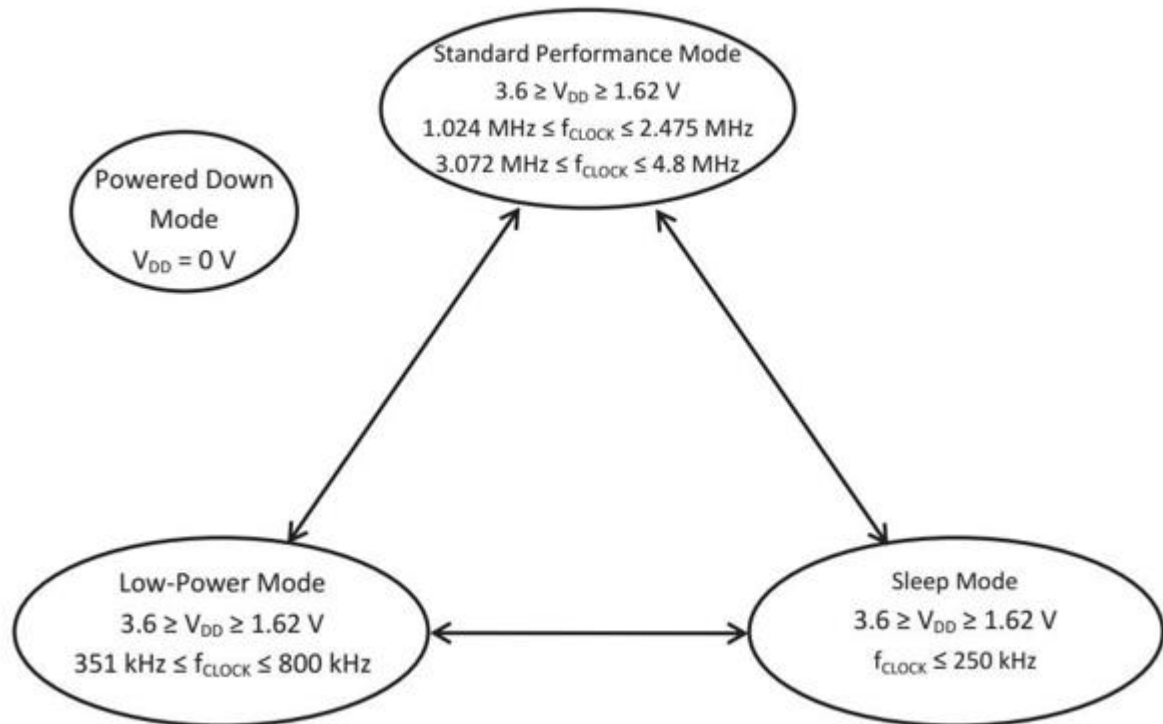 Standard Performance Mode
3.6 ≥ V_DD ≥ 1.62 V
1.024 MHz ≤ f_CLOCK ≤ 2.475 MHz
3.072 MHz ≤ f_CLOCK ≤ 4.8 MHz
Powered Down
Mode
V_DD = 0 V
Low-Power Mode
3.6 ≥ V_DD ≥ 1.62 V
351 kHz ≤ f_CLOCK ≤ 800 kHz
Sleep Mode
3.6 ≥ V_DD ≥ 1.62 V
f_CLOCK ≤ 250 kHz